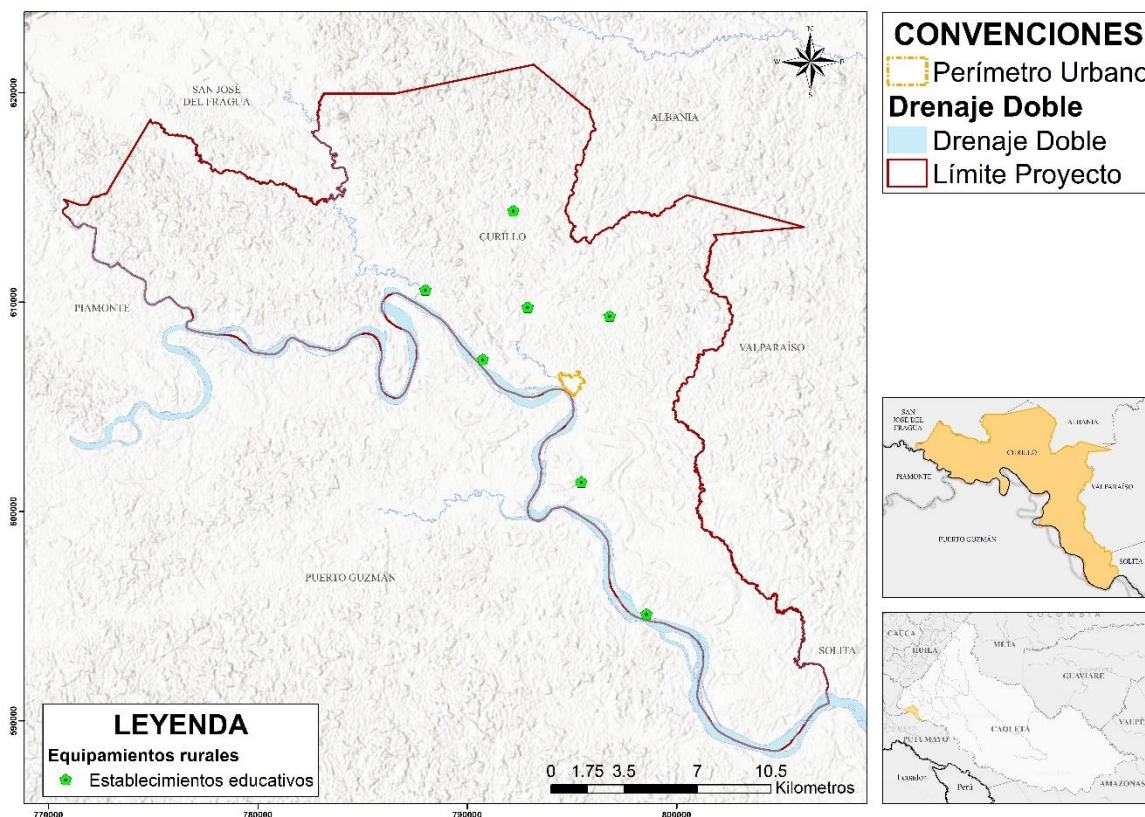 SAN JOSÉ
DEL FRAGUA
ALBANIA
CURILLO
PIAMONTE
VALPARAÍSO
PUERTO GUZMÁN
SOLITA
N
W
E
S
620000
610000
600000
590000
770000
780000
790000
800000
LEYENDA
Equipamientos rurales
Establecimientos educativos
0 1.75 3.5 7 10.5
Kilometros
CONVENCIONES
Perímetro Urbano
Drenaje Doble
Drenaje Doble
Límite Proyecto
SAN
JOSÉ DEL
FRAGUA
ALBANIA
CURILLO
PIAMONTE
VALPARAÍSO
PUERTO GUZMÁN
SOLITA
COLOMBIA
CAUCA
HUILA
META
GUAVIARE
CAQUETÁ
VAUPÉ
PUTUMAYO
Ecuador
Perú
AMAZONAS